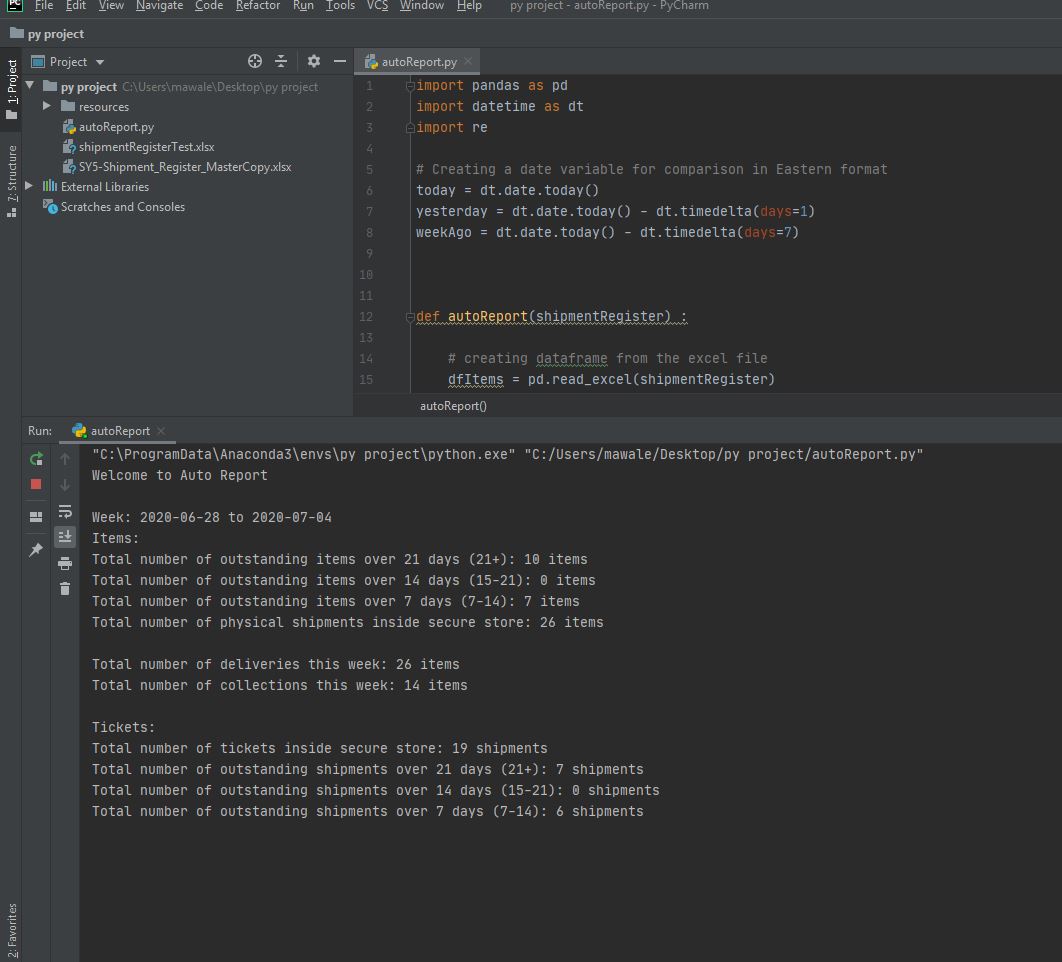 PC File Edit View Navigate Code Refactor Run Tools VCS Window Help py project - autoReport.py - PyCharm
py project
1: Project
Project
autoReport.py
py project C:\Users\mawale\Desktop\py project
resources
autoReport.py
shipmentRegisterTest.xlsx
SY5-Shipment_Register_MasterCopy.xlsx
External Libraries
Scratches and Consoles
7: Structure
1 import pandas as pd
2 import datetime as dt
3 import re
4
5 # Creating a date variable for comparison in Eastern format
6 today = dt.date.today()
7 yesterday = dt.date.today() - dt.timedelta(days=1)
8 weekAgo = dt.date.today() - dt.timedelta(days=7)
9
10
11
12 def autoReport(shipmentRegister) :
13
14 # creating dataframe from the excel file
15 dfItems = pd.read_excel(shipmentRegister)
autoReport()
Run: autoReport
"C:\ProgramData\Anaconda3\envs\py project\python.exe" "C:/Users/mawale/Desktop/py project/autoReport.py"
Welcome to Auto Report
Week: 2020-06-28 to 2020-07-04
Items:
Total number of outstanding items over 21 days (21+): 10 items
Total number of outstanding items over 14 days (15-21): 0 items
Total number of outstanding items over 7 days (7-14): 7 items
Total number of physical shipments inside secure store: 26 items
Total number of deliveries this week: 26 items
Total number of collections this week: 14 items
Tickets:
Total number of tickets inside secure store: 19 shipments
Total number of outstanding shipments over 21 days (21+): 7 shipments
Total number of outstanding shipments over 14 days (15-21): 0 shipments
Total number of outstanding shipments over 7 days (7-14): 6 shipments
2: Favorites